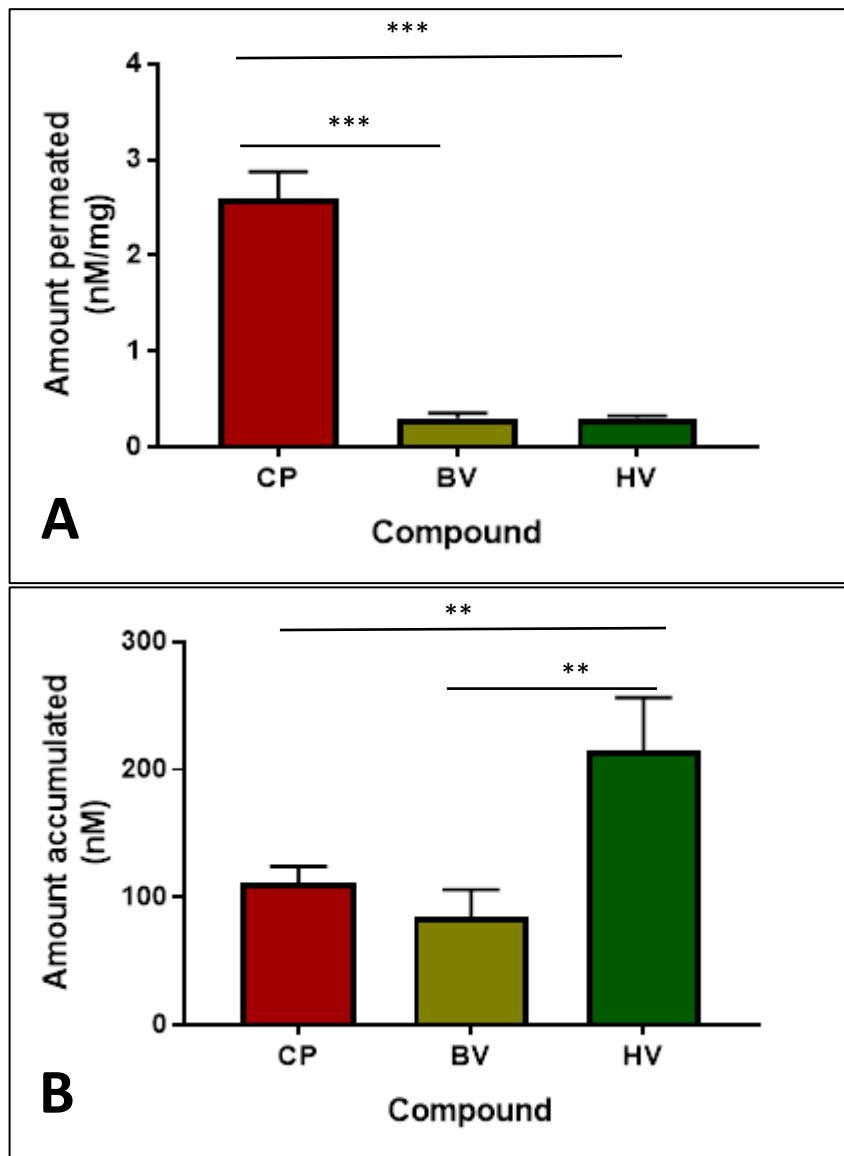 ***
4
***
3
2
1
0
Amount permeated
(nM/mg)
CP BV HV
Compound
A
**
300
**
200
100
0
Amount accumulated
(nM)
CP BV HV
Compound
B